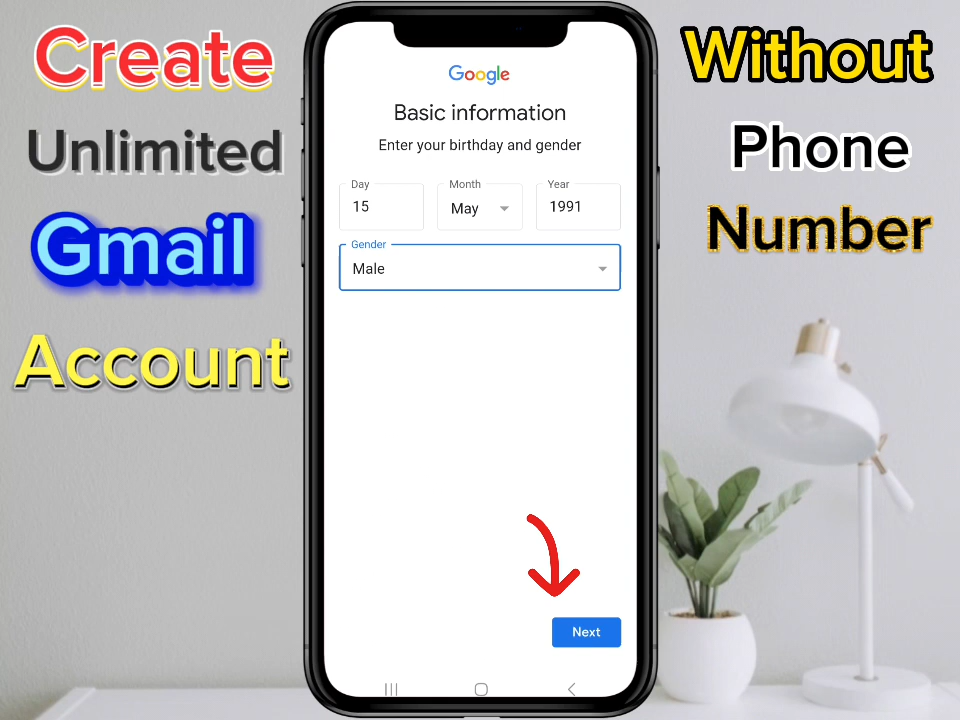 Create
Unlimited
Gmail
Account
Without
Phone
Number
Google
Basic information
Enter your birthday and gender
Day
Month
Year
15
May
1991
Gender
Male
Next